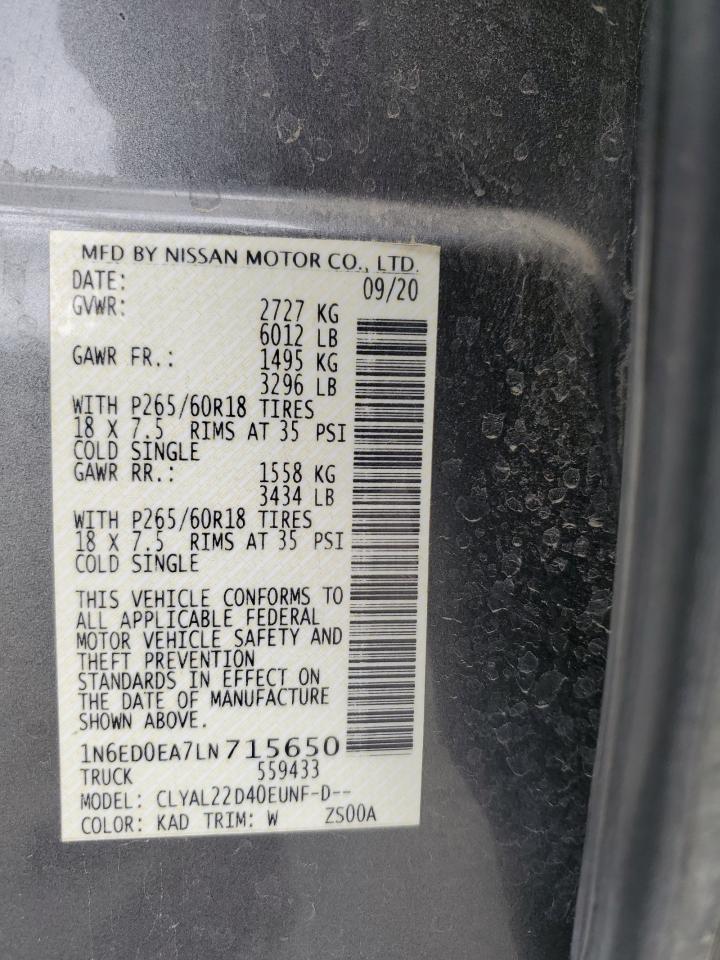 MFD BY NISSAN MOTOR CO., LTD.
DATE: 09/20
GVWR: 2727 KG
6012 LB
GAWR FR.: 1495 KG
3296 LB
WITH P265/60R18 TIRES
18 X 7.5 RIMS AT 35 PSI
COLD SINGLE
GAWR RR.: 1558 KG
3434 LB
WITH P265/60R18 TIRES
18 X 7.5 RIMS AT 35 PSI
COLD SINGLE
THIS VEHICLE CONFORMS TO
ALL APPLICABLE FEDERAL
MOTOR VEHICLE SAFETY AND
THEFT PREVENTION
STANDARDS IN EFFECT ON
THE DATE OF MANUFACTURE
SHOWN ABOVE.
1N6ED0EA7LN715650
TRUCK 559433
MODEL: CLYAL22D40EUNF-D--
COLOR: KAD TRIM: W ZS00A